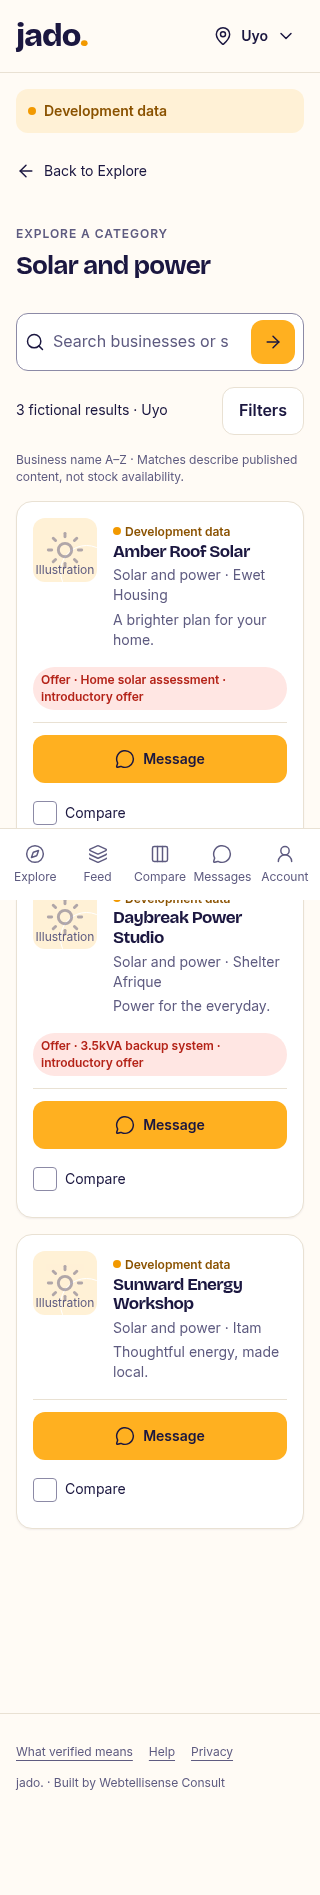 jado.
Uyo
Development data
Back to Explore
EXPLORE A CATEGORY
Solar and power
Search businesses or s
3 fictional results · Uyo
Filters
Business name A–Z · Matches describe published
content, not stock availability.
Illustration
Development data
Amber Roof Solar
Solar and power · Ewet
Housing
A brighter plan for your
home.
Offer · Home solar assessment ·
introductory offer
Message
Compare
Explore
Feed
Compare
Messages
Account
Illustration
Development data
Daybreak Power
Studio
Solar and power · Shelter
Afrique
Power for the everyday.
Offer · 3.5kVA backup system ·
introductory offer
Message
Compare
Illustration
Development data
Sunward Energy
Workshop
Solar and power · Itam
Thoughtful energy, made
local.
Message
Compare
What verified means
Help
Privacy
jado. · Built by Webtellisense Consult